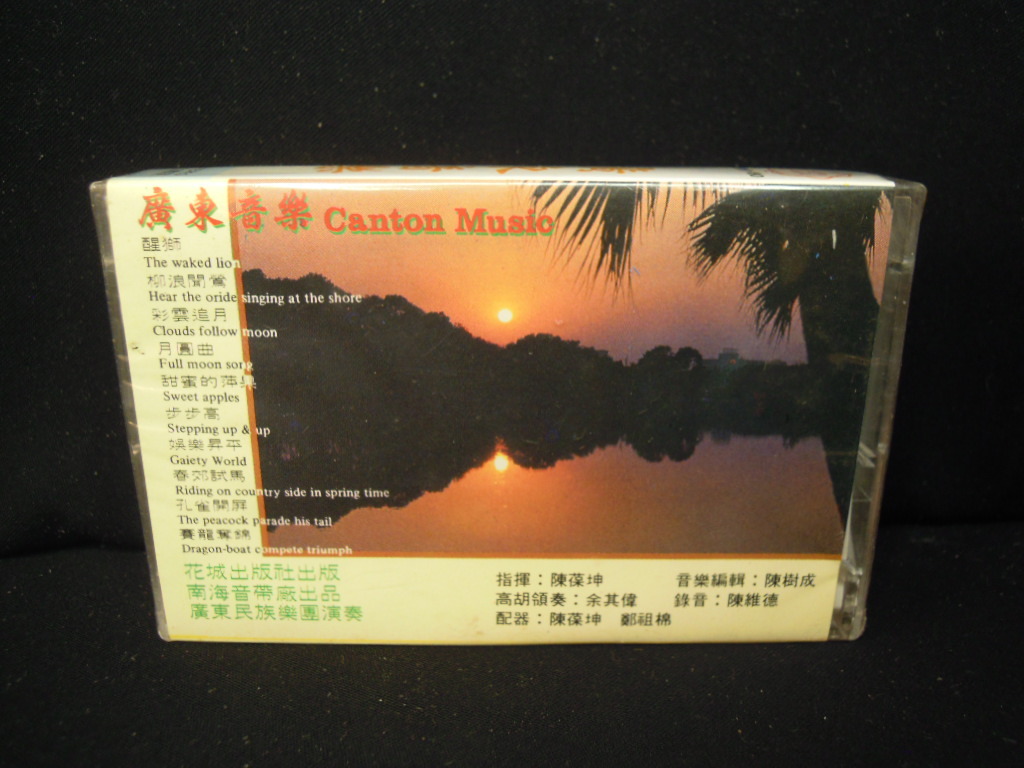 廣東音樂 Canton Music
醒獅
The waked lion
柳浪聞鶯
Hear the oride singing at the shore
彩雲追月
Clouds follow moon
月圓曲
Full moon song
甜蜜的萍果
Sweet apples
步步高
Stepping up & up
娛樂昇平
Gaiety World
春郊試馬
Riding on country side in spring time
孔雀開屏
The peacock parade his tail
賽龍奪錦
Dragon-boat compete triumph
花城出版社出版
南海音帶廠出品
廣東民族樂團演奏
指揮：陳葆坤 音樂編輯：陳樹成
高胡領奏：余其偉 錄音：陳維德
配器：陳葆坤 鄭祖棉